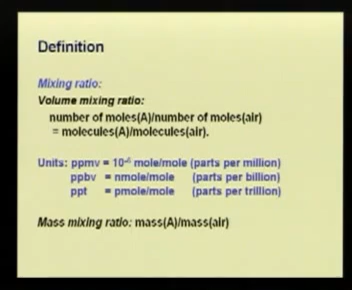 Definition
Mixing ratio:
Volume mixing ratio:
number of moles(A)/number of moles(air)
= molecules(A)/molecules(air).
Units: ppmv = 10⁻⁶ mole/mole (parts per million)
ppbv = nmole/mole (parts per billion)
ppt = pmole/mole (parts per trillion)
Mass mixing ratio: mass(A)/mass(air)